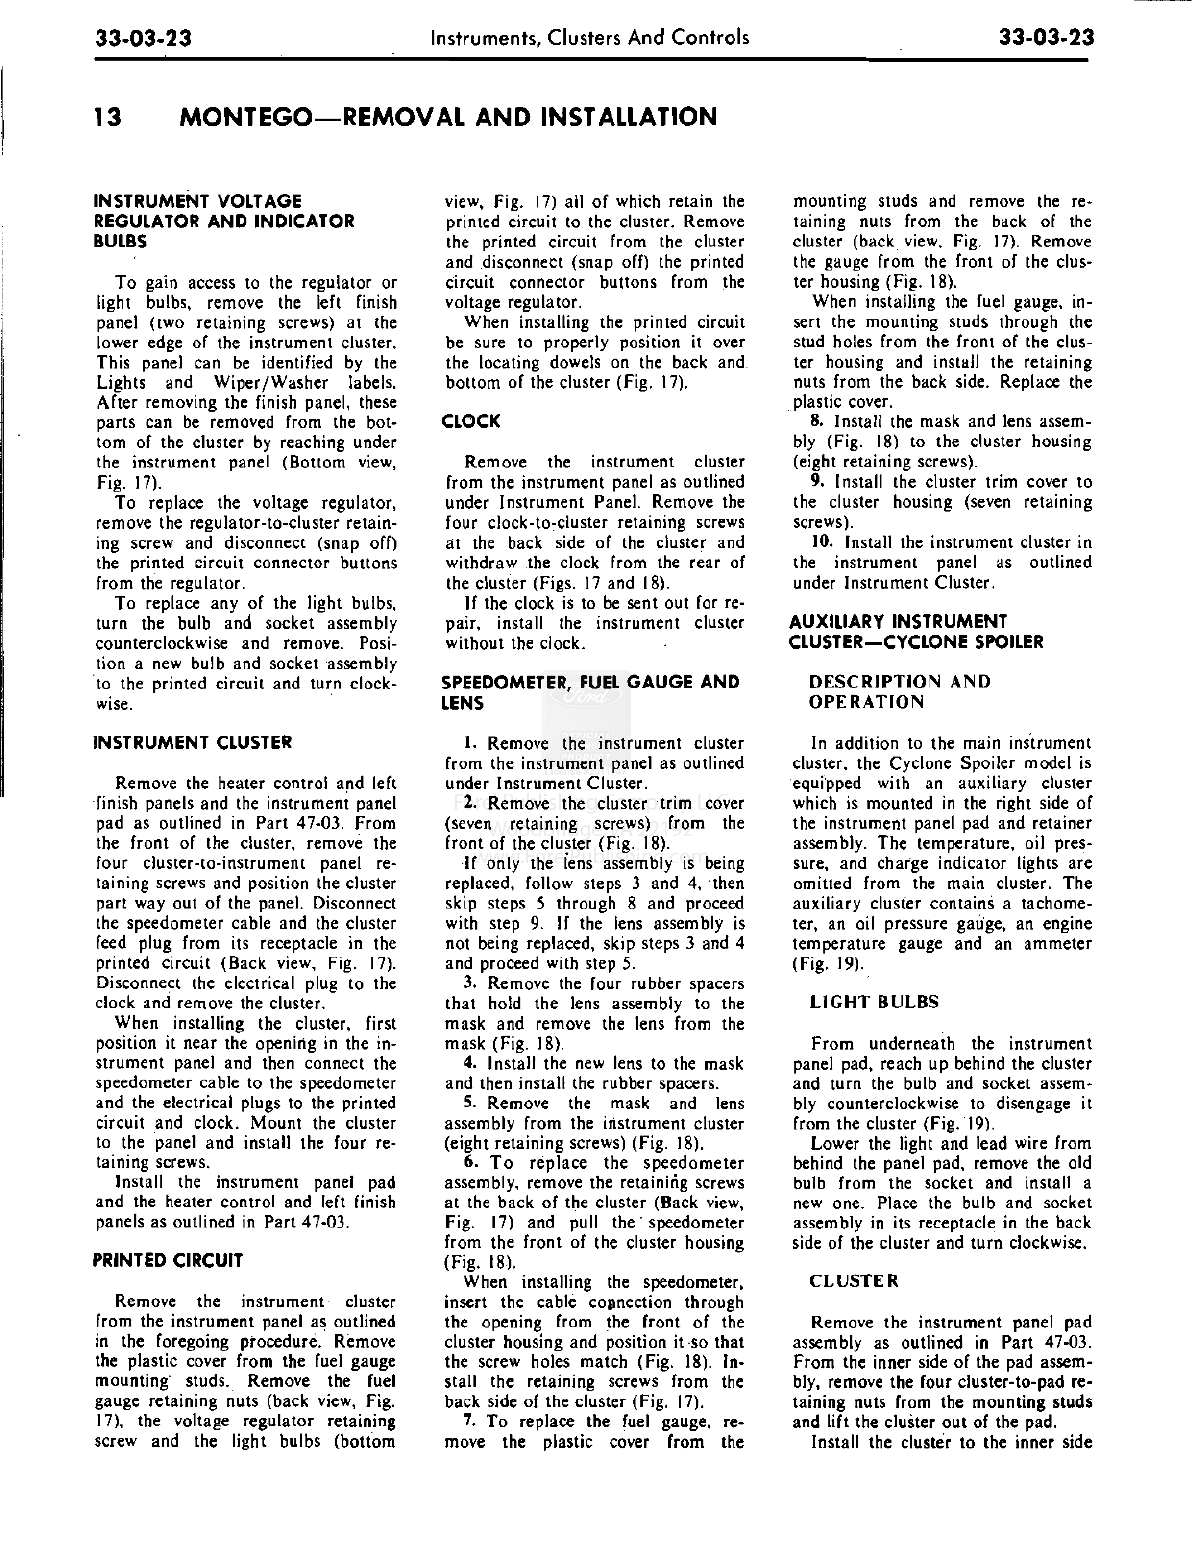 33-03-23
Instruments, Clusters And Controls
33-03-23
13 MONTEGO—REMOVAL AND INSTALLATION
INSTRUMENT VOLTAGE
REGULATOR AND INDICATOR
BULBS
To gain access to the regulator or
light bulbs, remove the left finish
panel (two retaining screws) at the
lower edge of the instrument cluster.
This panel can be identified by the
Lights and Wiper/Washer labels.
After removing the finish panel, these
parts can be removed from the bot-
tom of the cluster by reaching under
the instrument panel (Bottom view,
Fig. 17).
To replace the voltage regulator,
remove the regulator-to-cluster retain-
ing screw and disconnect (snap off)
the printed circuit connector buttons
from the regulator.
To replace any of the light bulbs,
turn the bulb and socket assembly
counterclockwise and remove. Posi-
tion a new bulb and socket assembly
to the printed circuit and turn clock-
wise.
INSTRUMENT CLUSTER
Remove the heater control and left
finish panels and the instrument panel
pad as outlined in Part 47-03. From
the front of the cluster, remove the
four cluster-to-instrument panel re-
taining screws and position the cluster
part way out of the panel. Disconnect
the speedometer cable and the cluster
feed plug from its receptacle in the
printed circuit (Back view, Fig. 17).
Disconnect the electrical plug to the
clock and remove the cluster.
When installing the cluster, first
position it near the opening in the in-
strument panel and then connect the
speedometer cable to the speedometer
and the electrical plugs to the printed
circuit and clock. Mount the cluster
to the panel and install the four re-
taining screws.
Install the instrument panel pad
and the heater control and left finish
panels as outlined in Part 47-03.
PRINTED CIRCUIT
Remove the instrument cluster
from the instrument panel as outlined
in the foregoing procedure. Remove
the plastic cover from the fuel gauge
mounting studs. Remove the fuel
gauge retaining nuts (back view, Fig.
17), the voltage regulator retaining
screw and the light bulbs (bottom
view, Fig. 17) all of which retain the
printed circuit to the cluster. Remove
the printed circuit from the cluster
and disconnect (snap off) the printed
circuit connector buttons from the
voltage regulator.
When installing the printed circuit
be sure to properly position it over
the locating dowels on the back and
bottom of the cluster (Fig. 17).
CLOCK
Remove the instrument cluster
from the instrument panel as outlined
under Instrument Panel. Remove the
four clock-to-cluster retaining screws
at the back side of the cluster and
withdraw the clock from the rear of
the cluster (Figs. 17 and 18).
If the clock is to be sent out for re-
pair, install the instrument cluster
without the clock.
SPEEDOMETER, FUEL GAUGE AND
LENS
1. Remove the instrument cluster
from the instrument panel as outlined
under Instrument Cluster.
2. Remove the cluster trim cover
(seven retaining screws) from the
front of the cluster (Fig. 18).
If only the lens assembly is being
replaced, follow steps 3 and 4, then
skip steps 5 through 8 and proceed
with step 9. If the lens assembly is
not being replaced, skip steps 3 and 4
and proceed with step 5.
3. Remove the four rubber spacers
that hold the lens assembly to the
mask and remove the lens from the
mask (Fig. 18).
4. Install the new lens to the mask
and then install the rubber spacers.
5. Remove the mask and lens
assembly from the instrument cluster
(eight retaining screws) (Fig. 18).
6. To replace the speedometer
assembly, remove the retaining screws
at the back of the cluster (Back view,
Fig. 17) and pull the speedometer
from the front of the cluster housing
(Fig. 18).
When installing the speedometer,
insert the cable connection through
the opening from the front of the
cluster housing and position it so that
the screw holes match (Fig. 18). In-
stall the retaining screws from the
back side of the cluster (Fig. 17).
7. To replace the fuel gauge, re-
move the plastic cover from the
mounting studs and remove the re-
taining nuts from the back of the
cluster (back view, Fig. 17). Remove
the gauge from the front of the clus-
ter housing (Fig. 18).
When installing the fuel gauge, in-
sert the mounting studs through the
stud holes from the front of the clus-
ter housing and install the retaining
nuts from the back side. Replace the
plastic cover.
8. Install the mask and lens assem-
bly (Fig. 18) to the cluster housing
(eight retaining screws).
9. Install the cluster trim cover to
the cluster housing (seven retaining
screws).
10. Install the instrument cluster in
the instrument panel as outlined
under Instrument Cluster.
AUXILIARY INSTRUMENT
CLUSTER—CYCLONE SPOILER
DESCRIPTION AND
OPERATION
In addition to the main instrument
cluster, the Cyclone Spoiler model is
equipped with an auxiliary cluster
which is mounted in the right side of
the instrument panel pad and retainer
assembly. The temperature, oil pres-
sure, and charge indicator lights are
omitted from the main cluster. The
auxiliary cluster contains a tachome-
ter, an oil pressure gauge, an engine
temperature gauge and an ammeter
(Fig. 19).
LIGHT BULBS
From underneath the instrument
panel pad, reach up behind the cluster
and turn the bulb and socket assem-
bly counterclockwise to disengage it
from the cluster (Fig. 19).
Lower the light and lead wire from
behind the panel pad, remove the old
bulb from the socket and install a
new one. Place the bulb and socket
assembly in its receptacle in the back
side of the cluster and turn clockwise.
CLUSTER
Remove the instrument panel pad
assembly as outlined in Part 47-03.
From the inner side of the pad assem-
bly, remove the four cluster-to-pad re-
taining nuts from the mounting studs
and lift the cluster out of the pad.
Install the cluster to the inner side